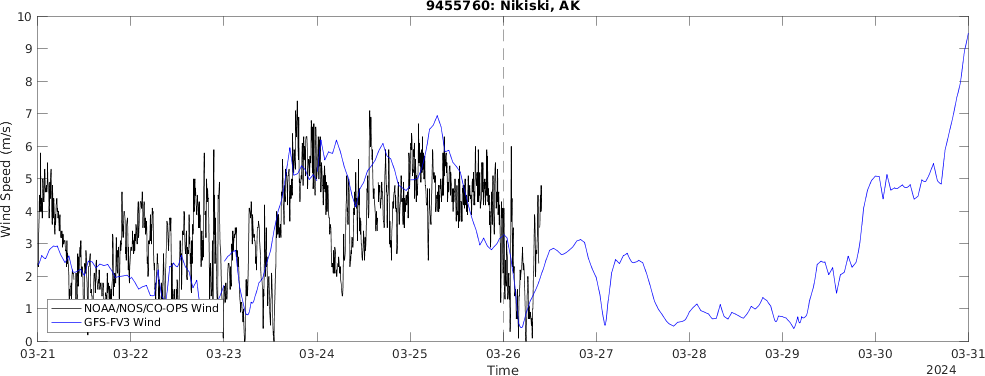 9455760: Nikiski, AK
Wind Speed (m/s)
10
9
8
7
6
5
4
3
2
1
0
NOAA/NOS/CO-OPS Wind
GFS-FV3 Wind
03-21 03-22 03-23 03-24 03-25 03-26 03-27 03-28 03-29 03-30 03-31
Time
2024